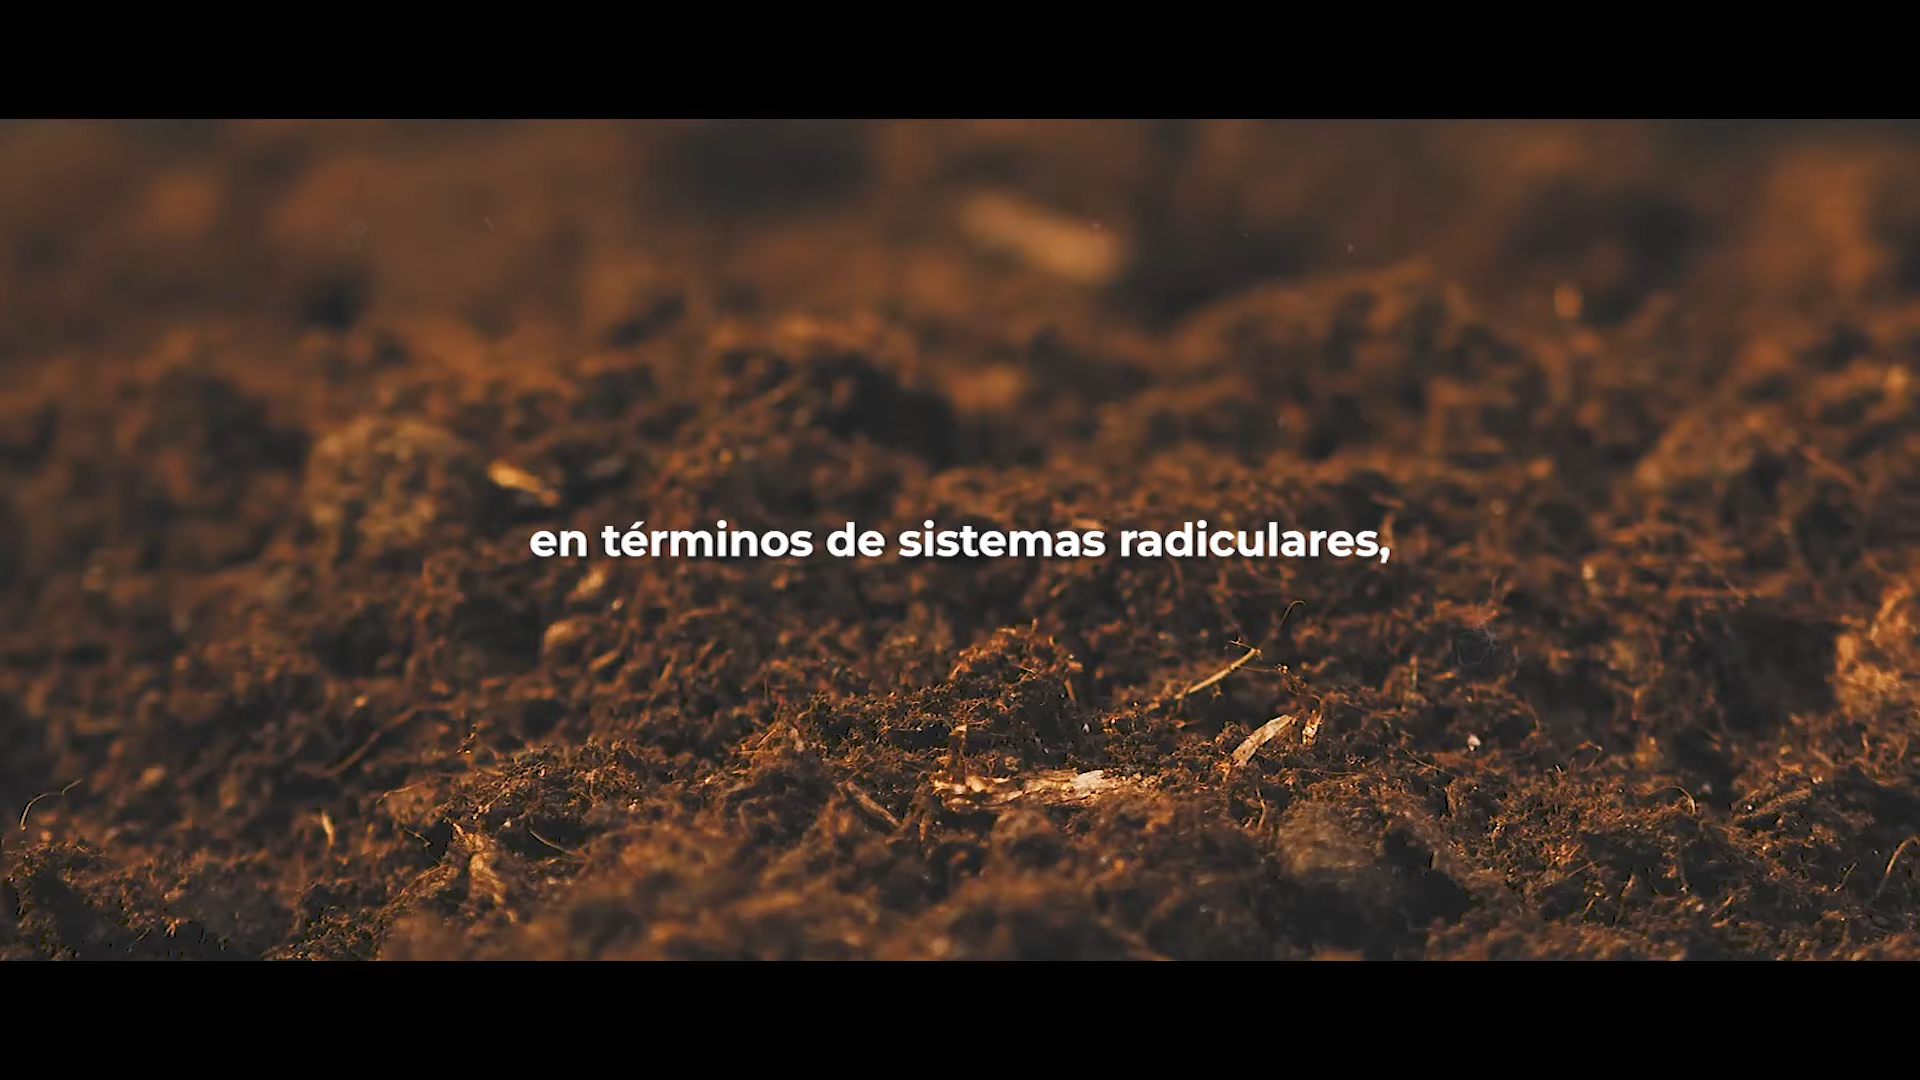 en términos de sistemas radiculares,